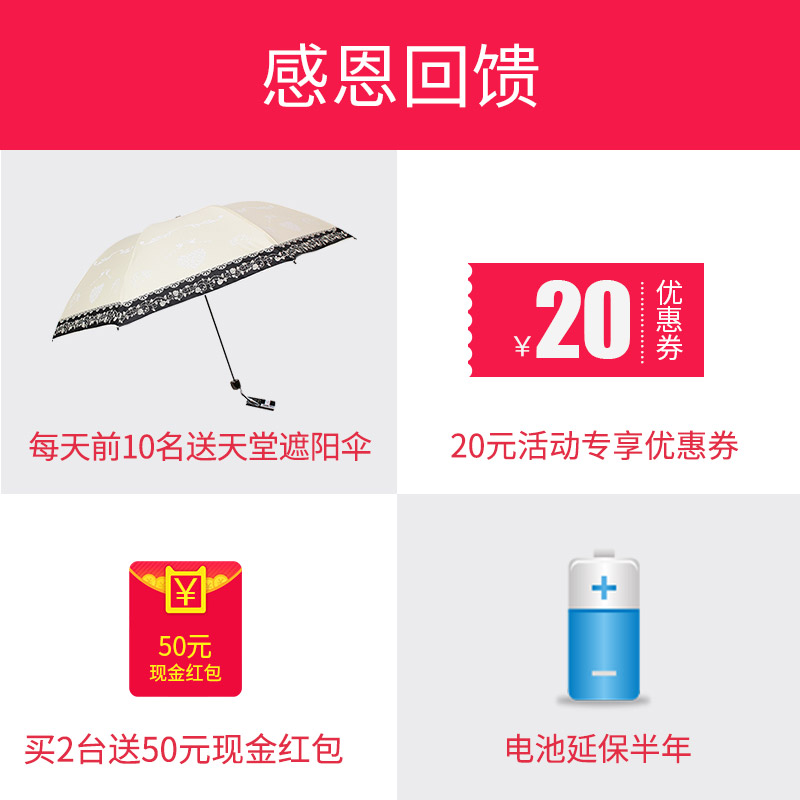 感恩回馈
每天前10名送天堂遮阳伞
¥20
优惠券
20元活动专享优惠券
¥
50元
现金红包
买2台送50元现金红包
电池延保半年